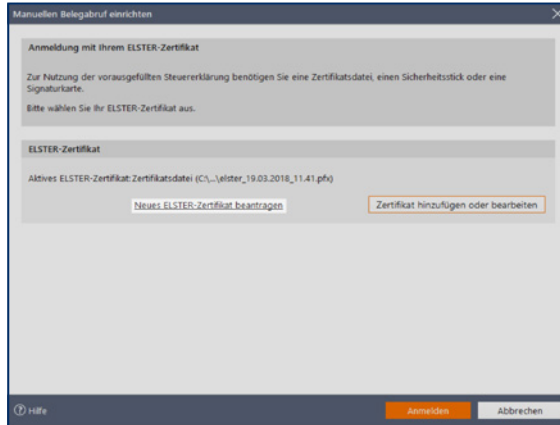 Manuellen Belegabruf einrichten
Anmeldung mit Ihrem ELSTER-Zertifikat
Zur Nutzung der vorausgefüllten Steuererklärung benötigen Sie eine Zertifikatsdatei, einen Sicherheitsstick oder eine
Signaturkarte.
Bitte wählen Sie Ihr ELSTER-Zertifikat aus.
ELSTER-Zertifikat
Aktives ELSTER-Zertifikat: Zertifikatsdatei (C:\...\elster_19.03.2018_11.41.pfx)
Neues ELSTER-Zertifikat beantragen
Zertifikat hinzufügen oder bearbeiten
Hilfe
Anmelden
Abbrechen